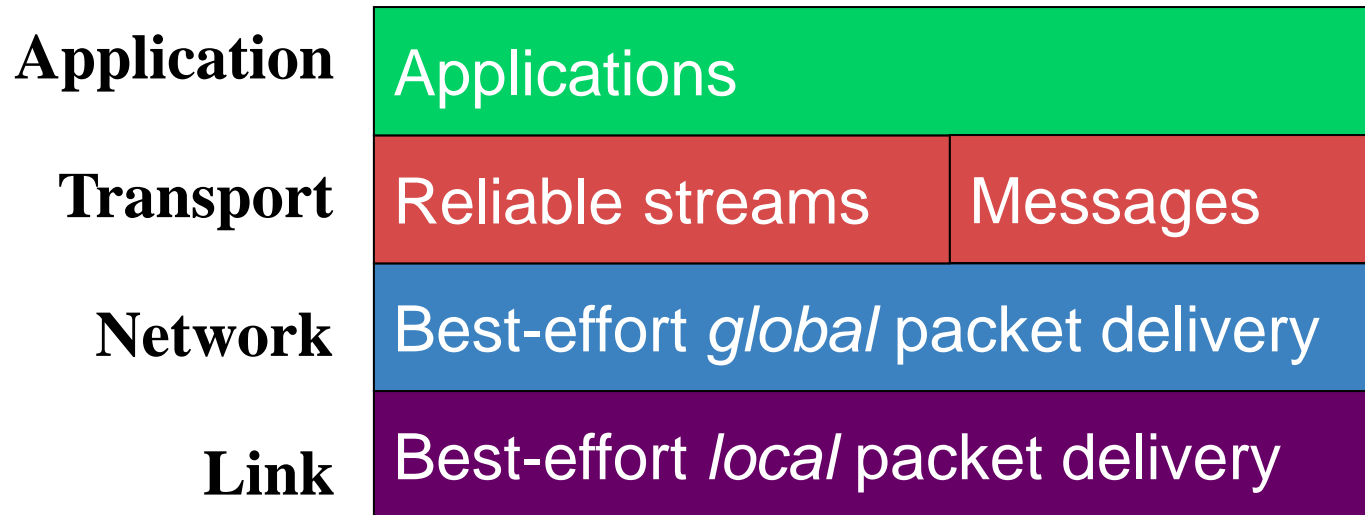 Application
Applications
Transport
Reliable streams
Messages
Network
Best-effort global packet delivery
Link
Best-effort local packet delivery